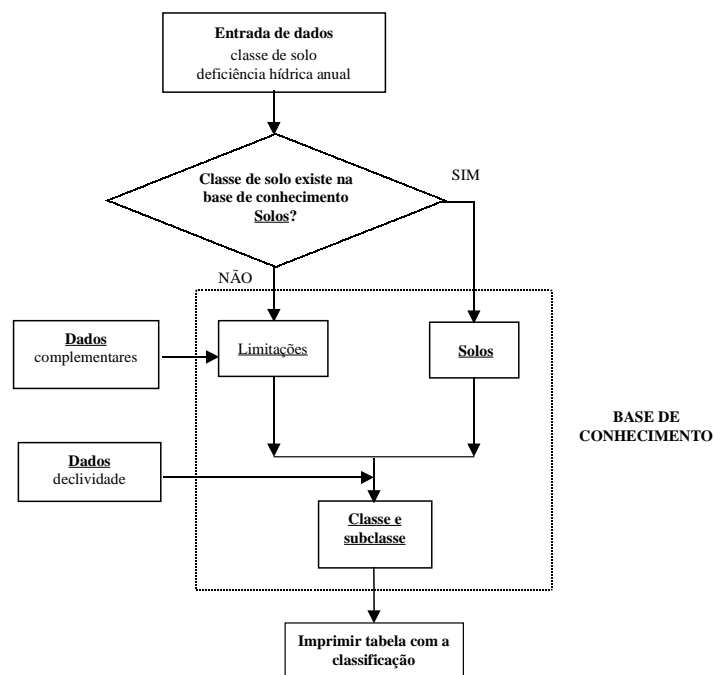 Entrada de dados
classe de solo
deficiência hídrica anual
Classe de solo existe na
base de conhecimento
Solos?
SIM
NÃO
Dados
complementares
Limitações
Solos
BASE DE
CONHECIMENTO
Dados
declividade
Classe e
subclasse
Imprimir tabela com a
classificação